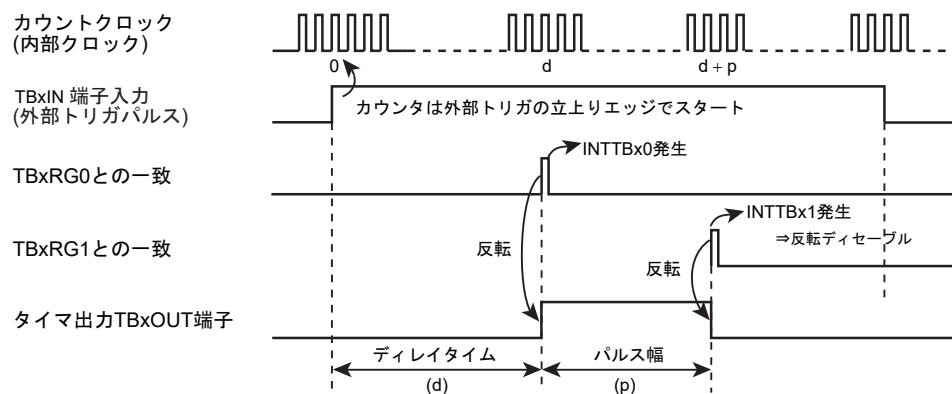 カウントクロック
(内部クロック)
0
d
d + p
TBxIN 端子入力
(外部トリガパルス)
カウンタは外部トリガの立上りエッジでスタート
INTTBx0発生
TBxRG0との一致
INTTBx1発生
TBxRG1との一致
反転
反転
⇒反転ディセーブル
タイマ出力TBxOUT端子
ディレイタイム
パルス幅
(d)
(p)